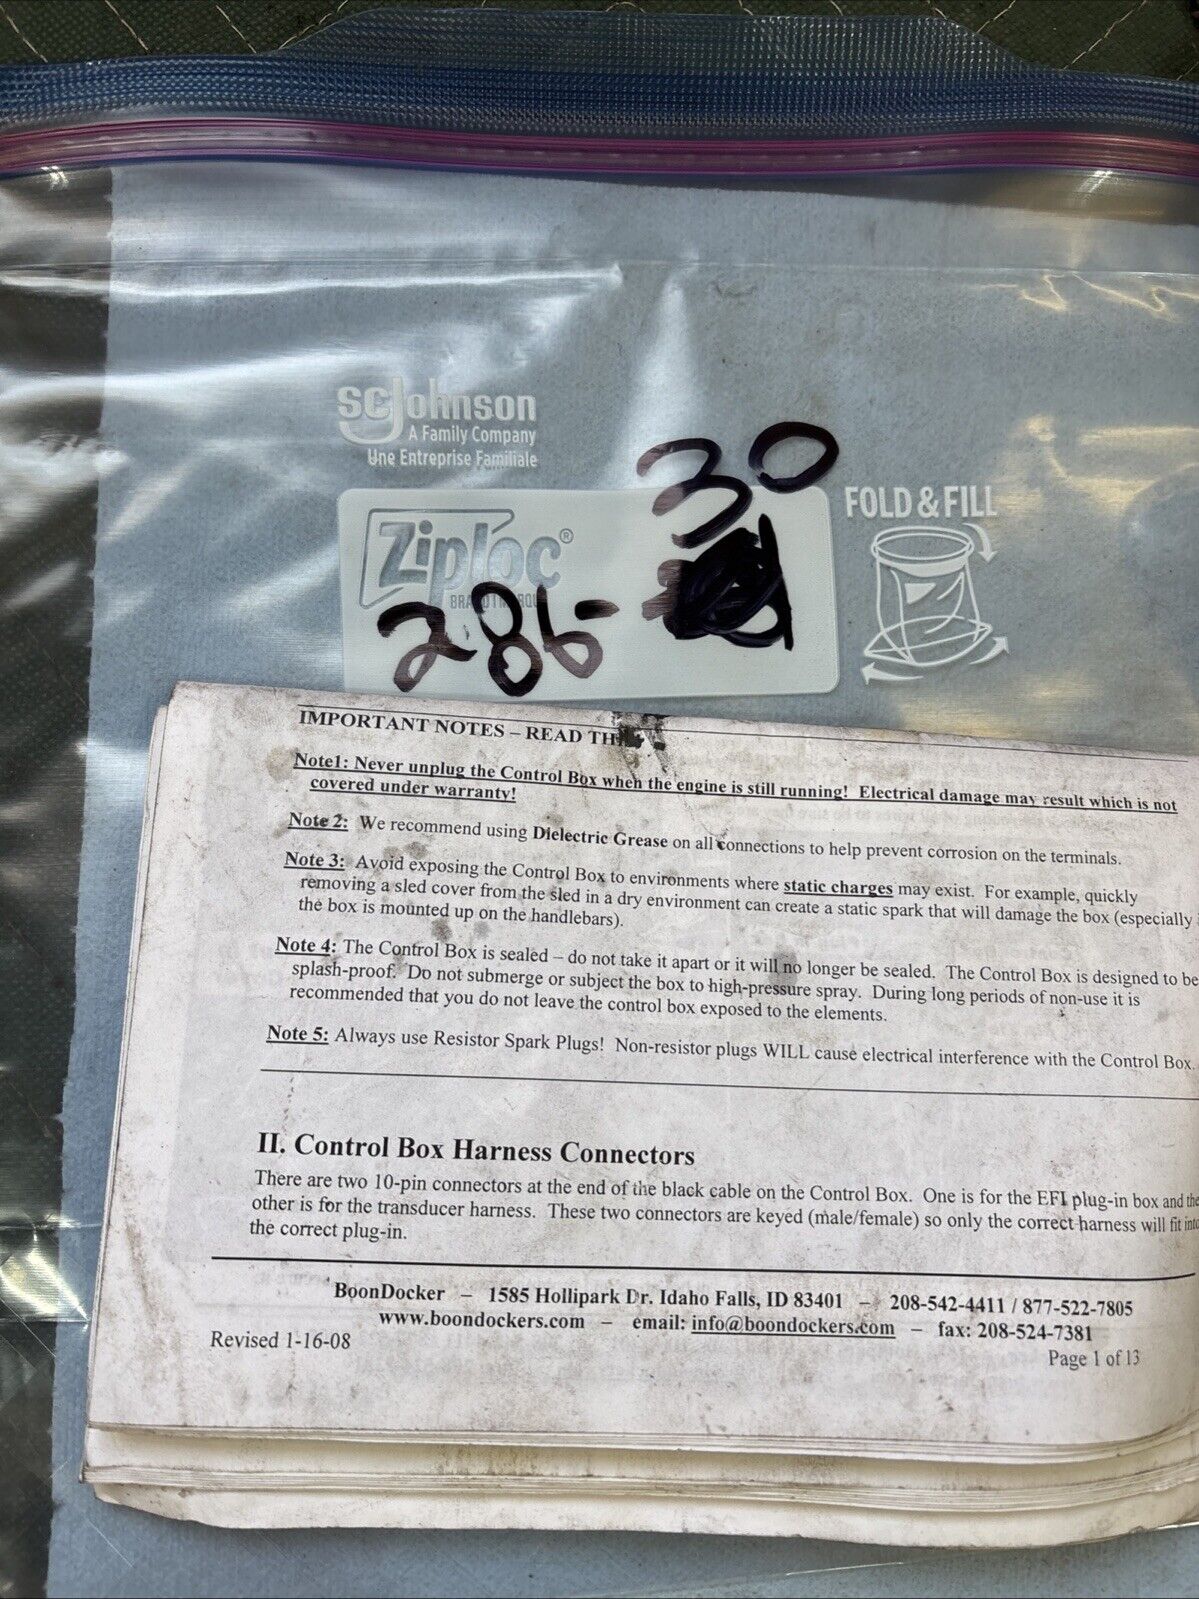 SC Johnson
A Family Company
Une Entreprise Familiale
Ziploc®
30
FOLD & FILL
286-
IMPORTANT NOTES – READ
Note1: Never unplug the Control Box when the engine is still running! Electrical damage may result which is not
covered under warranty!
Note 2: We recommend using Dielectric Grease on all connections to help prevent corrosion on the terminals.
Note 3: Avoid exposing the Control Box to environments where static charges may exist. For example, quickly
removing a sled cover from the sled in a dry environment can create a static spark that will damage the box (especially
the box is mounted up on the handlebars).
Note 4: The Control Box is sealed – do not take it apart or it will no longer be sealed. The Control Box is designed to be
splash-proof. Do not submerge or subject the box to high-pressure spray. During long periods of non-use it is
recommended that you do not leave the control box exposed to the elements.
Note 5: Always use Resistor Spark Plugs! Non-resistor plugs WILL cause electrical interference with the Control Box.
II. Control Box Harness Connectors
There are two 10-pin connectors at the end of the black cable on the Control Box. One is for the EFI plug-in box and the
other is for the transducer harness. These two connectors are keyed (male/female) so only the correct harness will fit into
the correct plug-in.
BoonDocker – 1585 Hollipark Dr. Idaho Falls, ID 83401 – 208-542-4411 / 877-522-7805
www.boondockers.com – email: info@boondockers.com – fax: 208-524-7381
Revised 1-16-08
Page 1 of 13